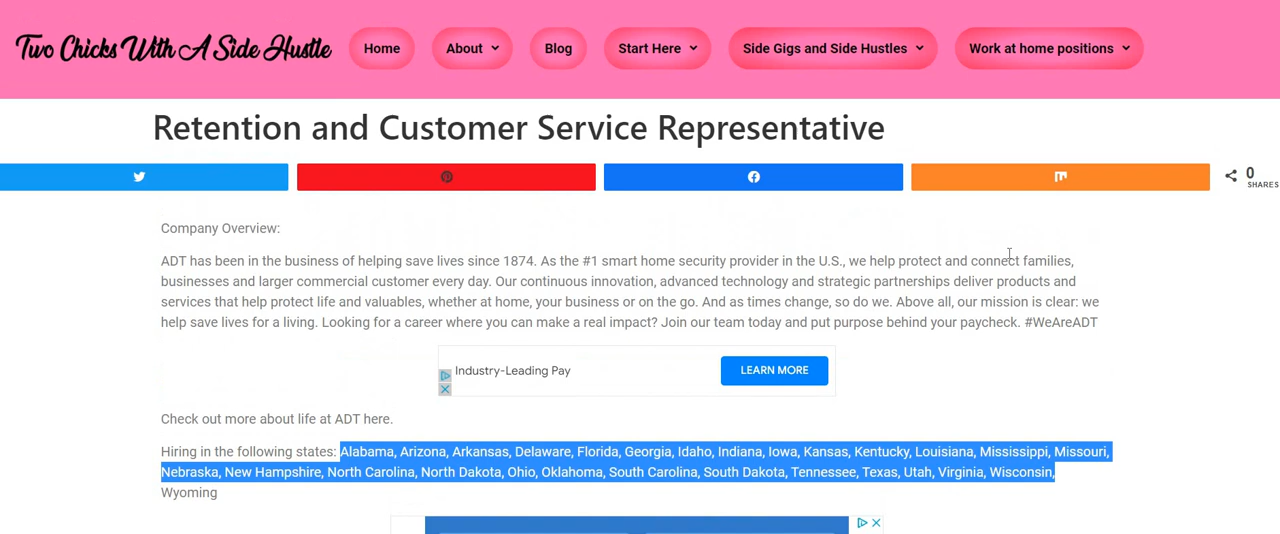 Two Chicks With A Side Hustle
Home
About
Blog
Start Here
Side Gigs and Side Hustles
Work at home positions
Retention and Customer Service Representative
0
SHARES
Company Overview:
ADT has been in the business of helping save lives since 1874. As the #1 smart home security provider in the U.S., we help protect and connect families,
businesses and larger commercial customer every day. Our continuous innovation, advanced technology and strategic partnerships deliver products and
services that help protect life and valuables, whether at home, your business or on the go. And as times change, so do we. Above all, our mission is clear: we
help save lives for a living. Looking for a career where you can make a real impact? Join our team today and put purpose behind your paycheck. #WeAreADT
Industry-Leading Pay
LEARN MORE
Check out more about life at ADT here.
Hiring in the following states: Alabama, Arizona, Arkansas, Delaware, Florida, Georgia, Idaho, Indiana, Iowa, Kansas, Kentucky, Louisiana, Mississippi, Missouri,
Nebraska, New Hampshire, North Carolina, North Dakota, Ohio, Oklahoma, South Carolina, South Dakota, Tennessee, Texas, Utah, Virginia, Wisconsin,
Wyoming